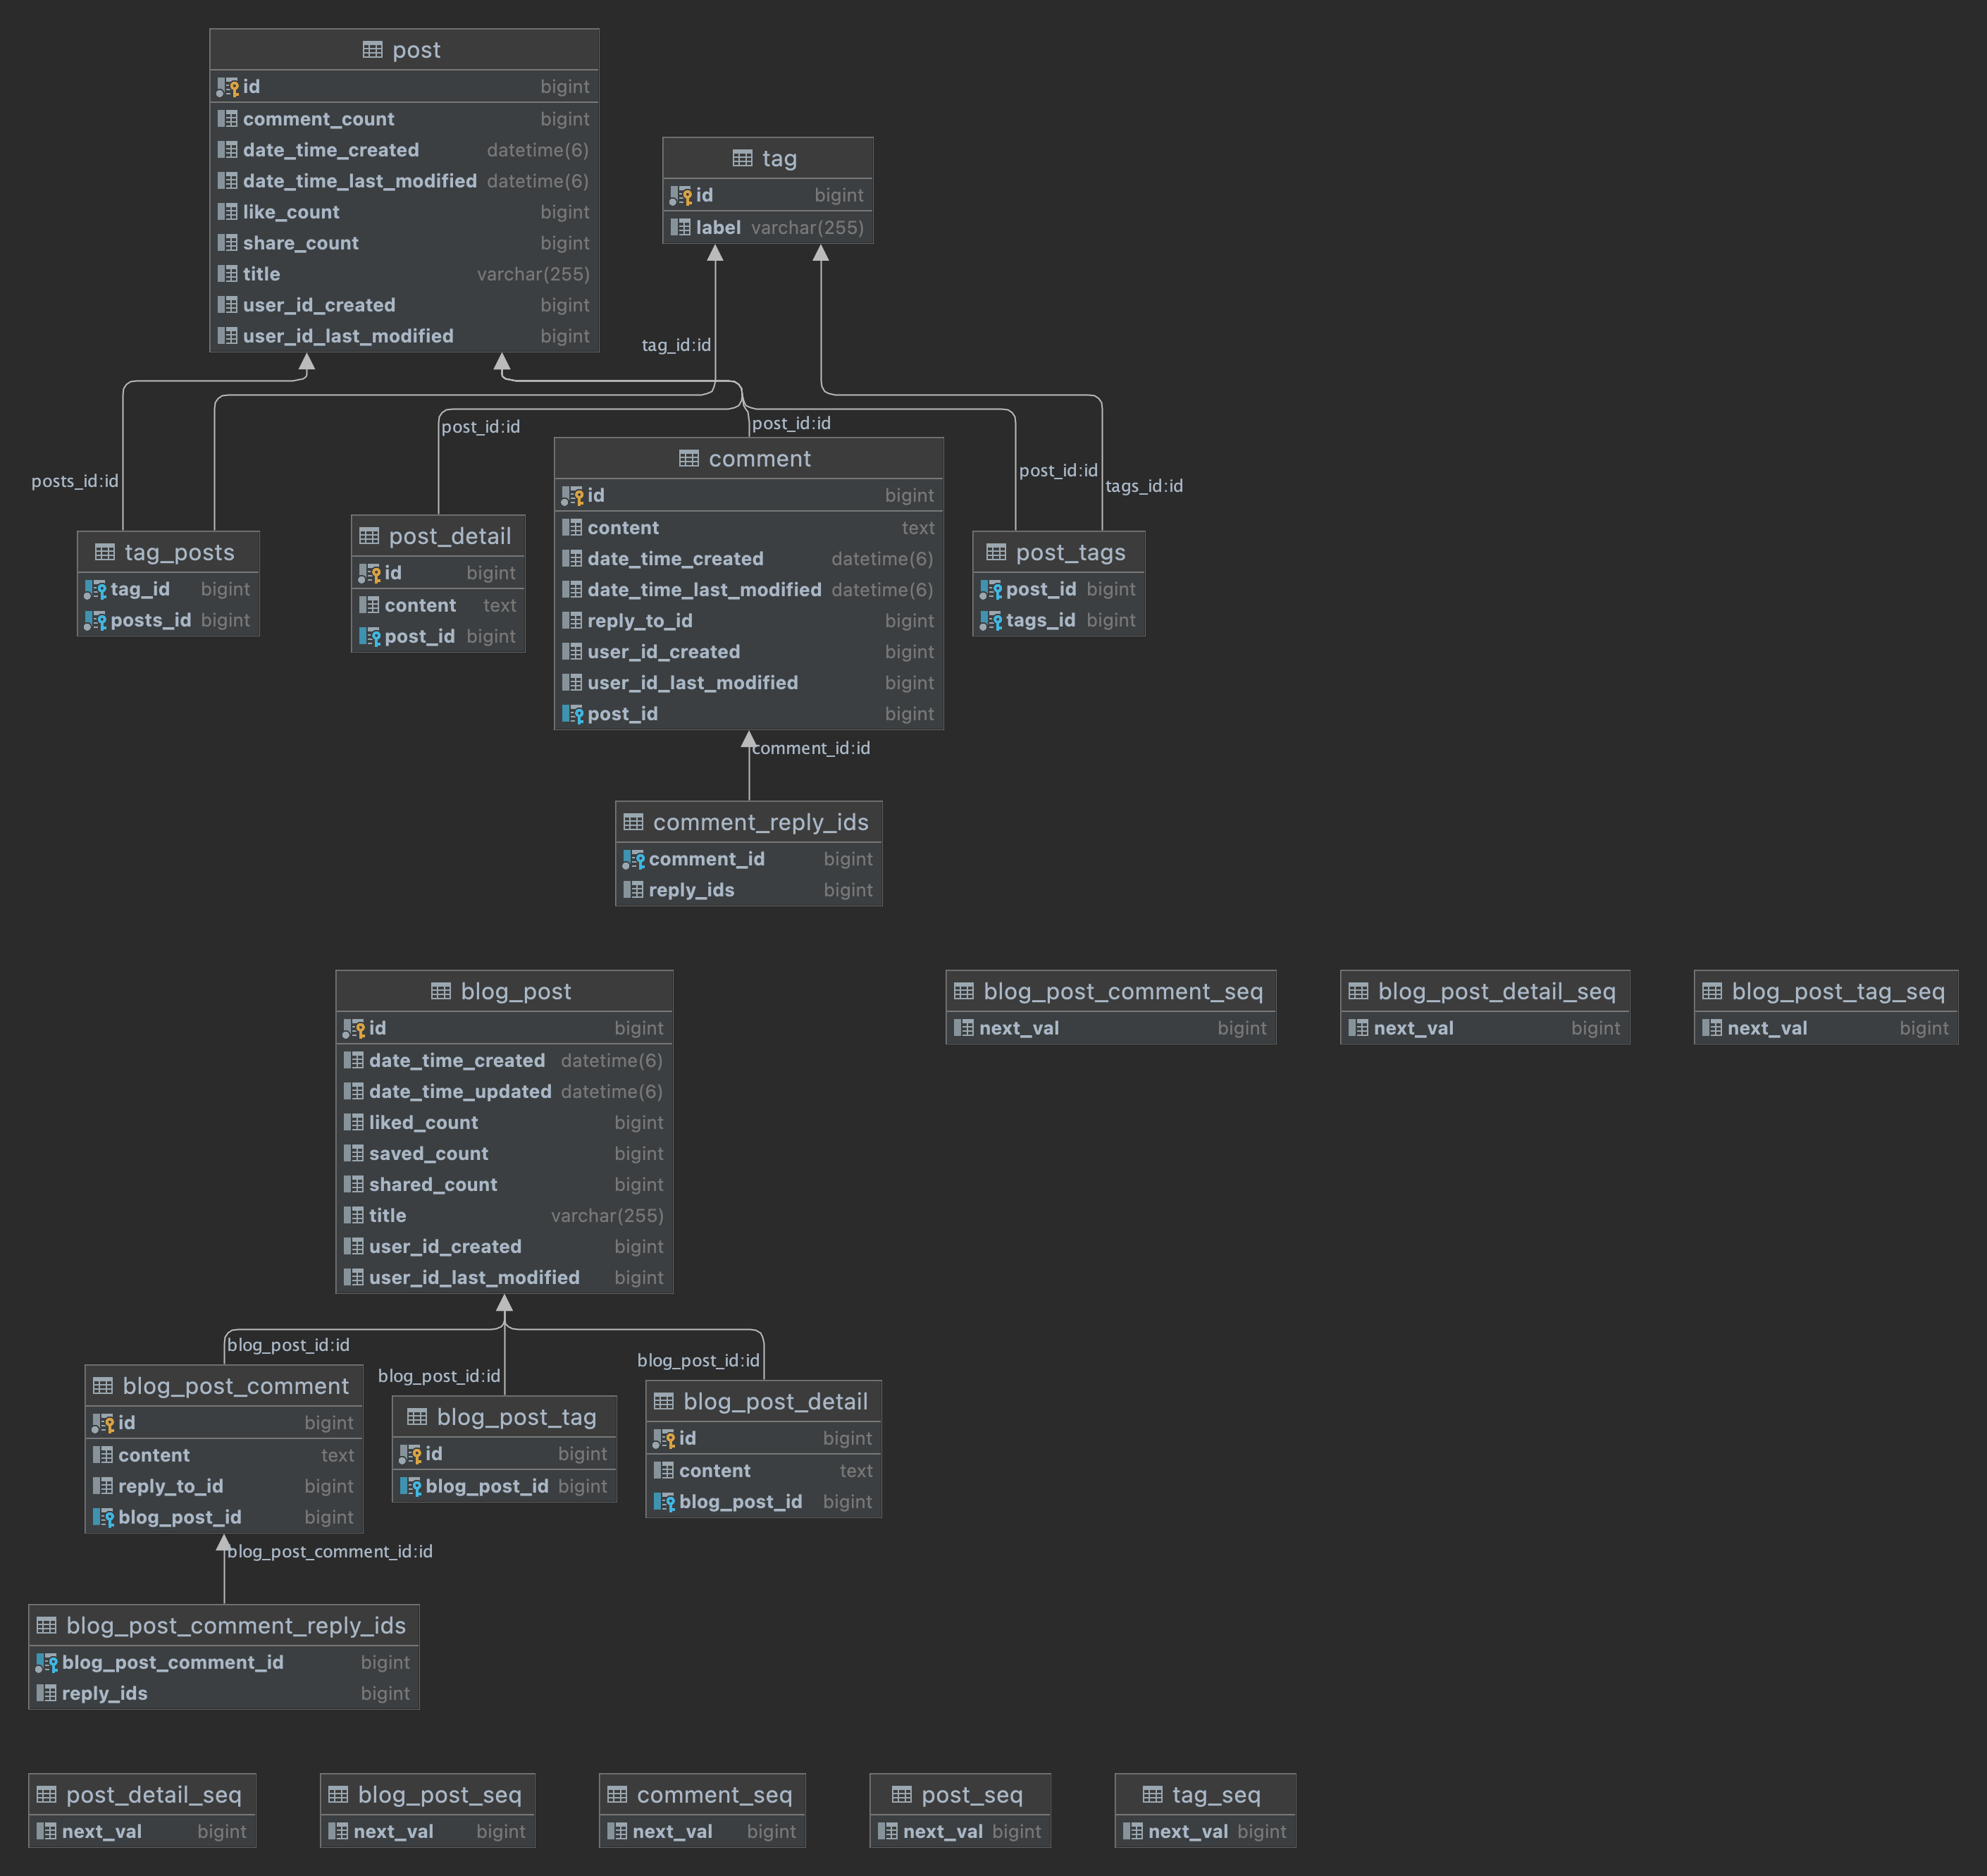 post
id bigint
comment_count bigint
date_time_created datetime(6)
date_time_last_modified datetime(6)
like_count bigint
share_count bigint
title varchar(255)
user_id_created bigint
user_id_last_modified bigint
tag
id bigint
label varchar(255)
tag_id:id
post_id:id
post_id:id
posts_id:id
post_id:id
tags_id:id
tag_posts
tag_id bigint
posts_id bigint
post_detail
id bigint
content text
post_id bigint
comment
id bigint
content text
date_time_created datetime(6)
date_time_last_modified datetime(6)
reply_to_id bigint
user_id_created bigint
user_id_last_modified bigint
post_id bigint
post_tags
post_id bigint
tags_id bigint
comment_id:id
comment_reply_ids
comment_id bigint
reply_ids bigint
blog_post
id bigint
date_time_created datetime(6)
date_time_updated datetime(6)
liked_count bigint
saved_count bigint
shared_count bigint
title varchar(255)
user_id_created bigint
user_id_last_modified bigint
blog_post_comment_seq
next_val bigint
blog_post_detail_seq
next_val bigint
blog_post_tag_seq
next_val bigint
blog_post_id:id
blog_post_id:id
blog_post_id:id
blog_post_comment
id bigint
content text
reply_to_id bigint
blog_post_id bigint
blog_post_tag
id bigint
blog_post_id bigint
blog_post_detail
id bigint
content text
blog_post_id bigint
blog_post_comment_id:id
blog_post_comment_reply_ids
blog_post_comment_id bigint
reply_ids bigint
post_detail_seq
next_val bigint
blog_post_seq
next_val bigint
comment_seq
next_val bigint
post_seq
next_val bigint
tag_seq
next_val bigint